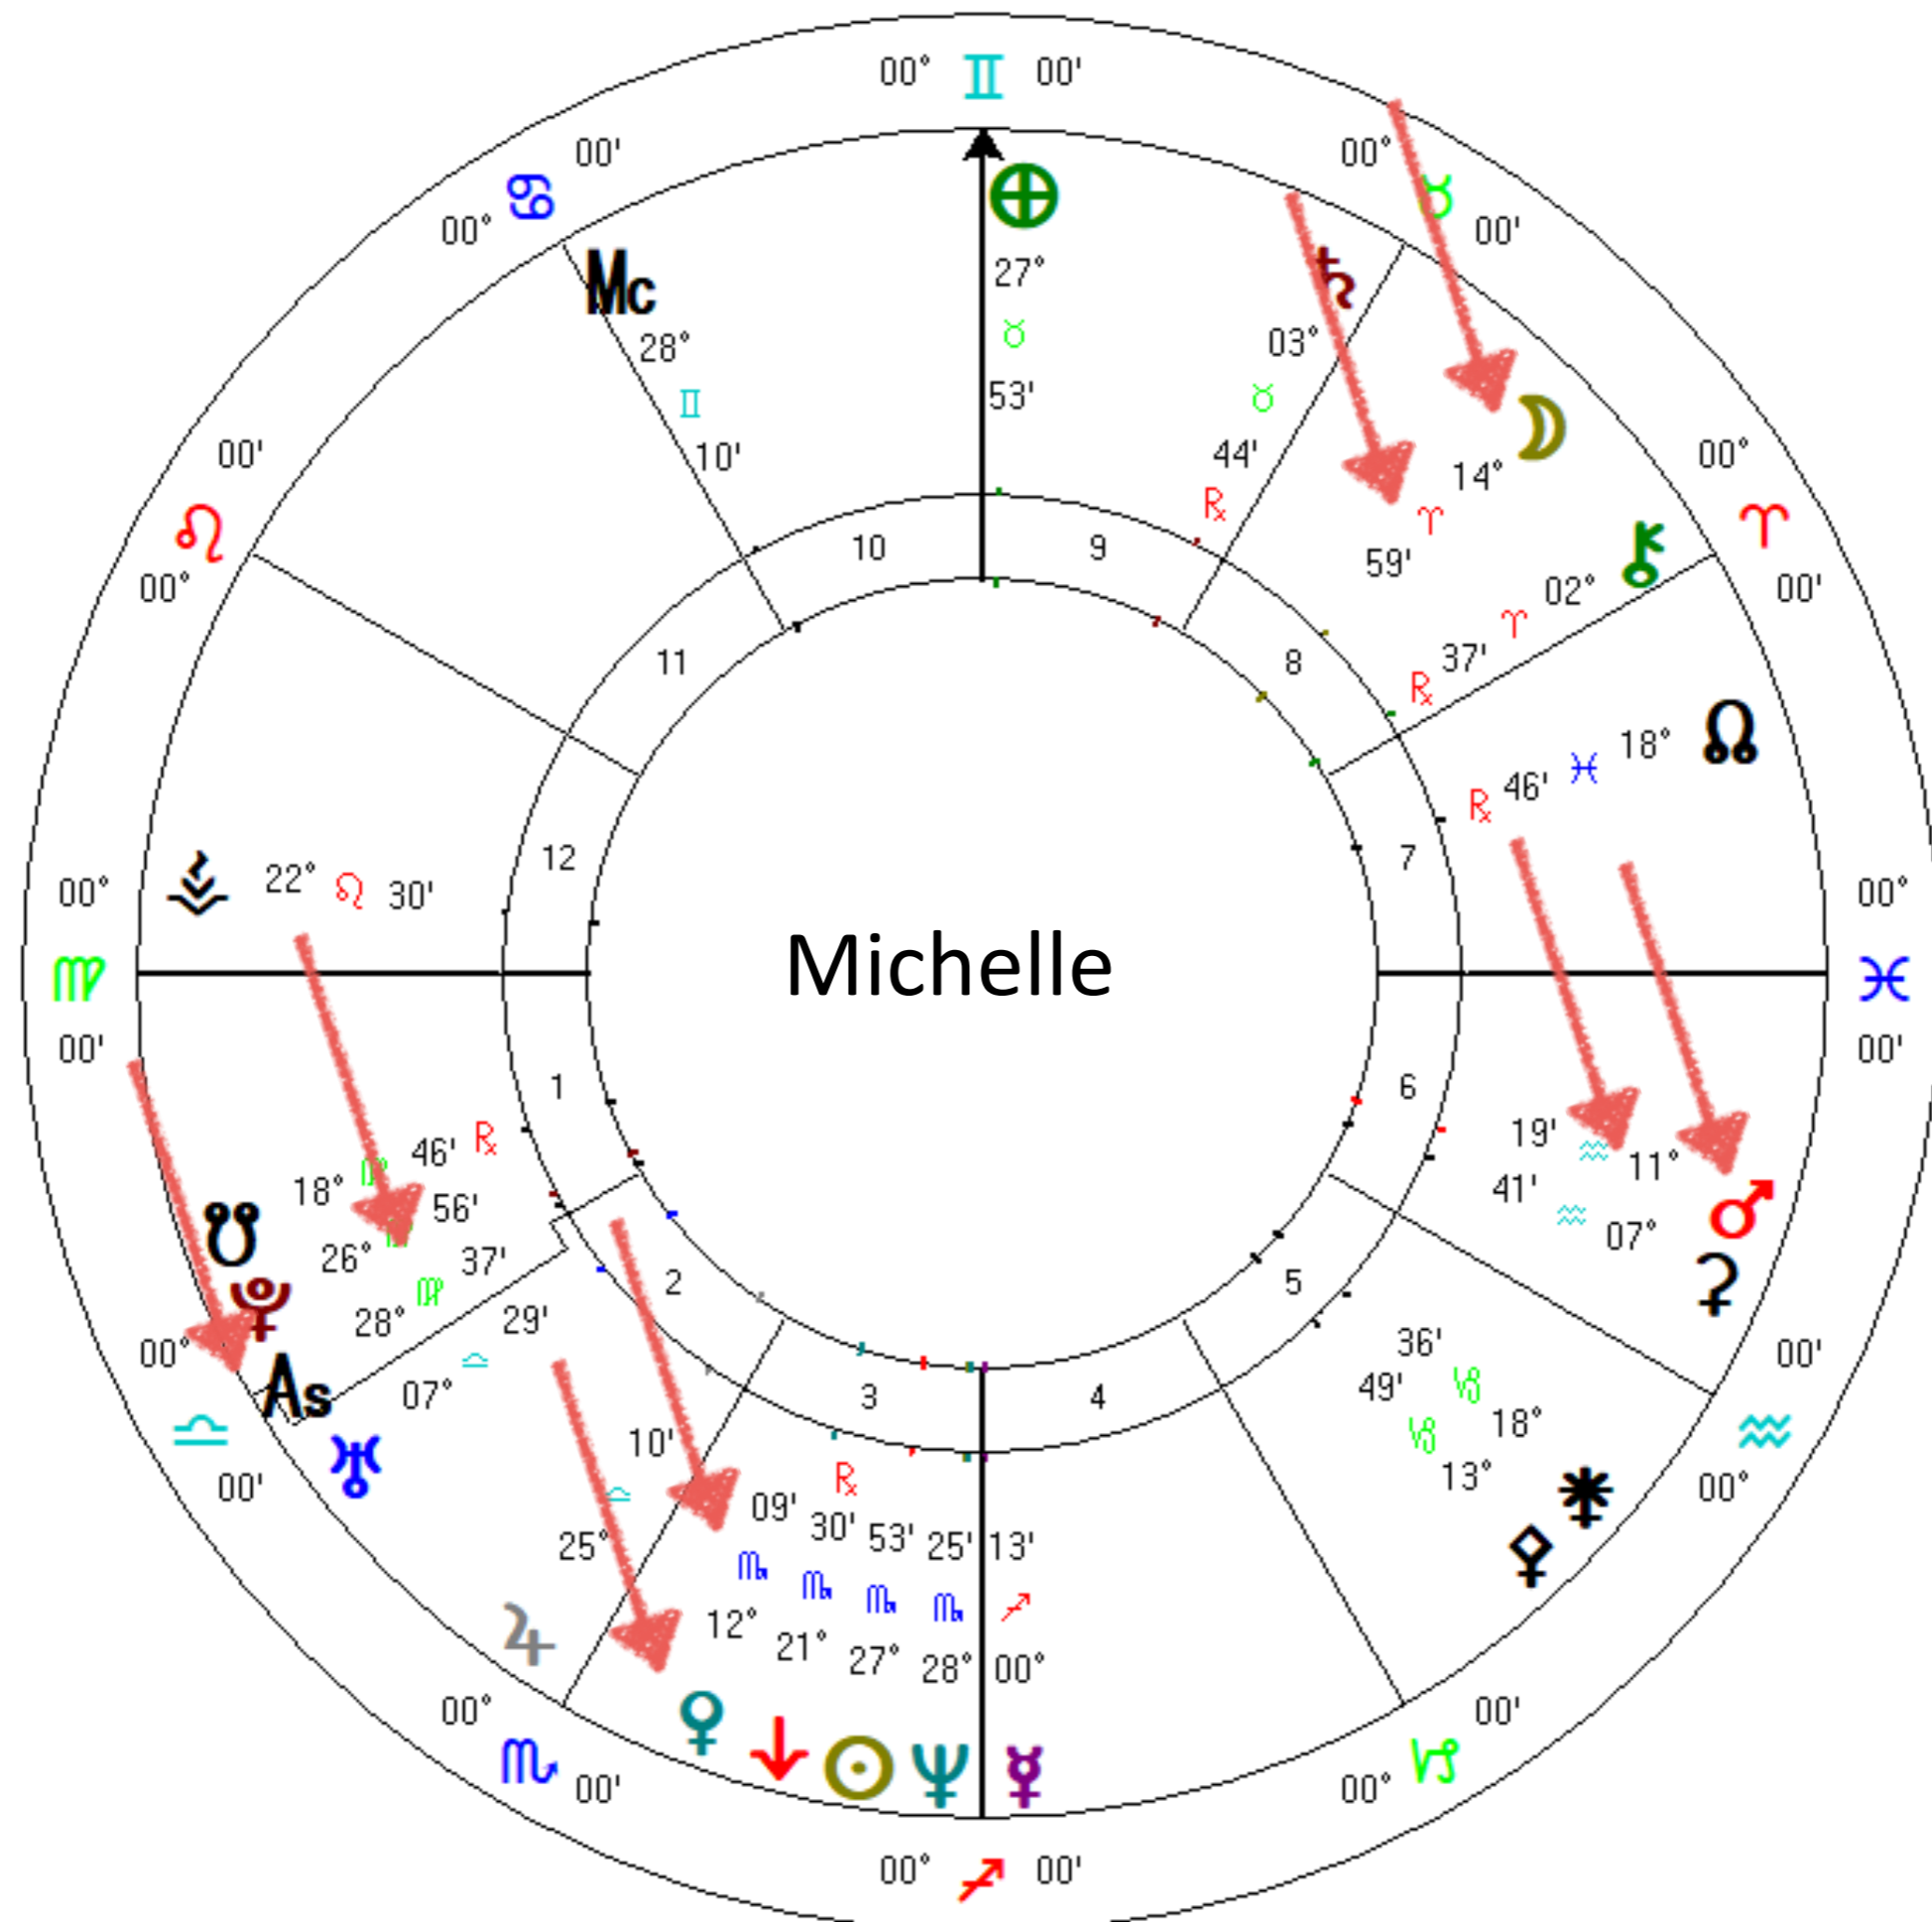 00° ♊ 00'
00' ♋ 00°
00° ♉ 00'
Mc 28° ♊ 10'
⊕ 27° ♉ 53'
♄ 03° ♉ 44' ℞
☽ 14° ♈ 59'
⚷ 02° ♈ 37' ℞
00' ♌ 00°
00° ♈ 00'
☊ 18° ♓ 46' ℞
10
9
11
8
12
7
22° ♌ 30'
00° ♍ 00'
Michelle
00° ♓ 00'
1
6
2
5
3
4
☋ 18° ♍ 46' ℞
♇ 26° 56'
As 28° ♍ 37'
♅ 07° ♎ 29'
♃ 25° ♎ 10'
♂ 11° ♒ 19'
⚳ 07° ♒ 41'
⚵ 18° ♑ 36'
⚴ 13° ♑ 49'
00° ♎ 00'
00' ♒ 00°
♀ 12° ♏ 09'
21° ♏ 30' ℞
☉ 27° ♏ 53'
♆ 28° ♏ 25'
☿ 00° ♐ 13'
00° ♏ 00'
00° ♑ 00'
00° ♐ 00'